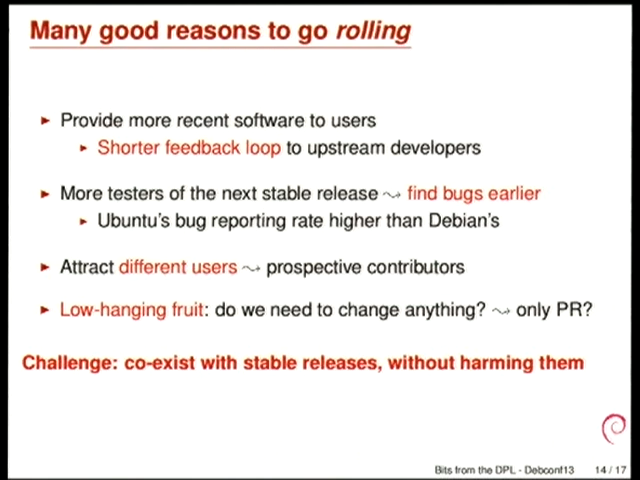 Many good reasons to go rolling
Provide more recent software to users
Shorter feedback loop to upstream developers
More testers of the next stable release ⤳ find bugs earlier
Ubuntu's bug reporting rate higher than Debian's
Attract different users ⤳ prospective contributors
Low-hanging fruit: do we need to change anything? ⤳ only PR?
Challenge: co-exist with stable releases, without harming them
Bits from the DPL - Debconf13 14 / 17